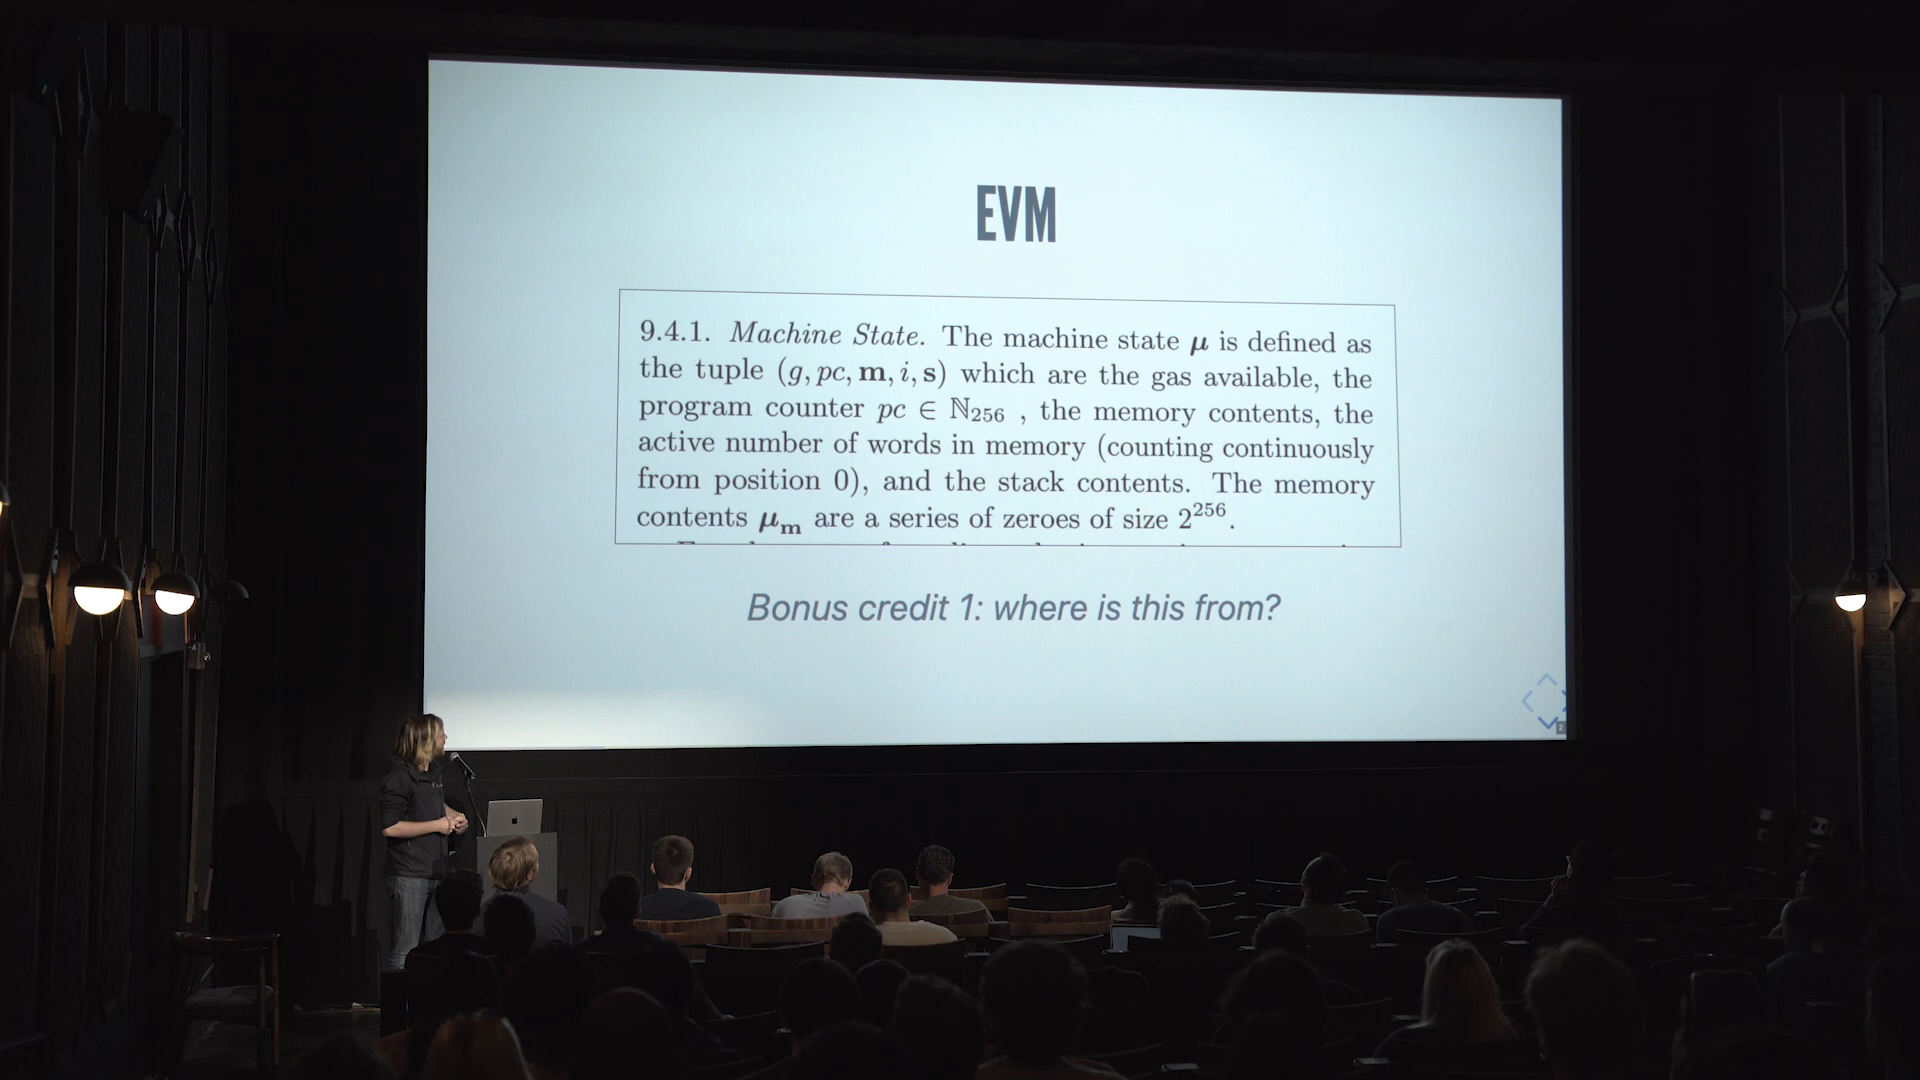 EVM
9.4.1. Machine State. The machine state μ is defined as
the tuple (g, pc, m, i, s) which are the gas available, the
program counter pc ∈ ℕ₂₅₆ , the memory contents, the
active number of words in memory (counting continuously
from position 0), and the stack contents. The memory
contents μₘ are a series of zeroes of size 2²⁵⁶.
Bonus credit 1: where is this from?